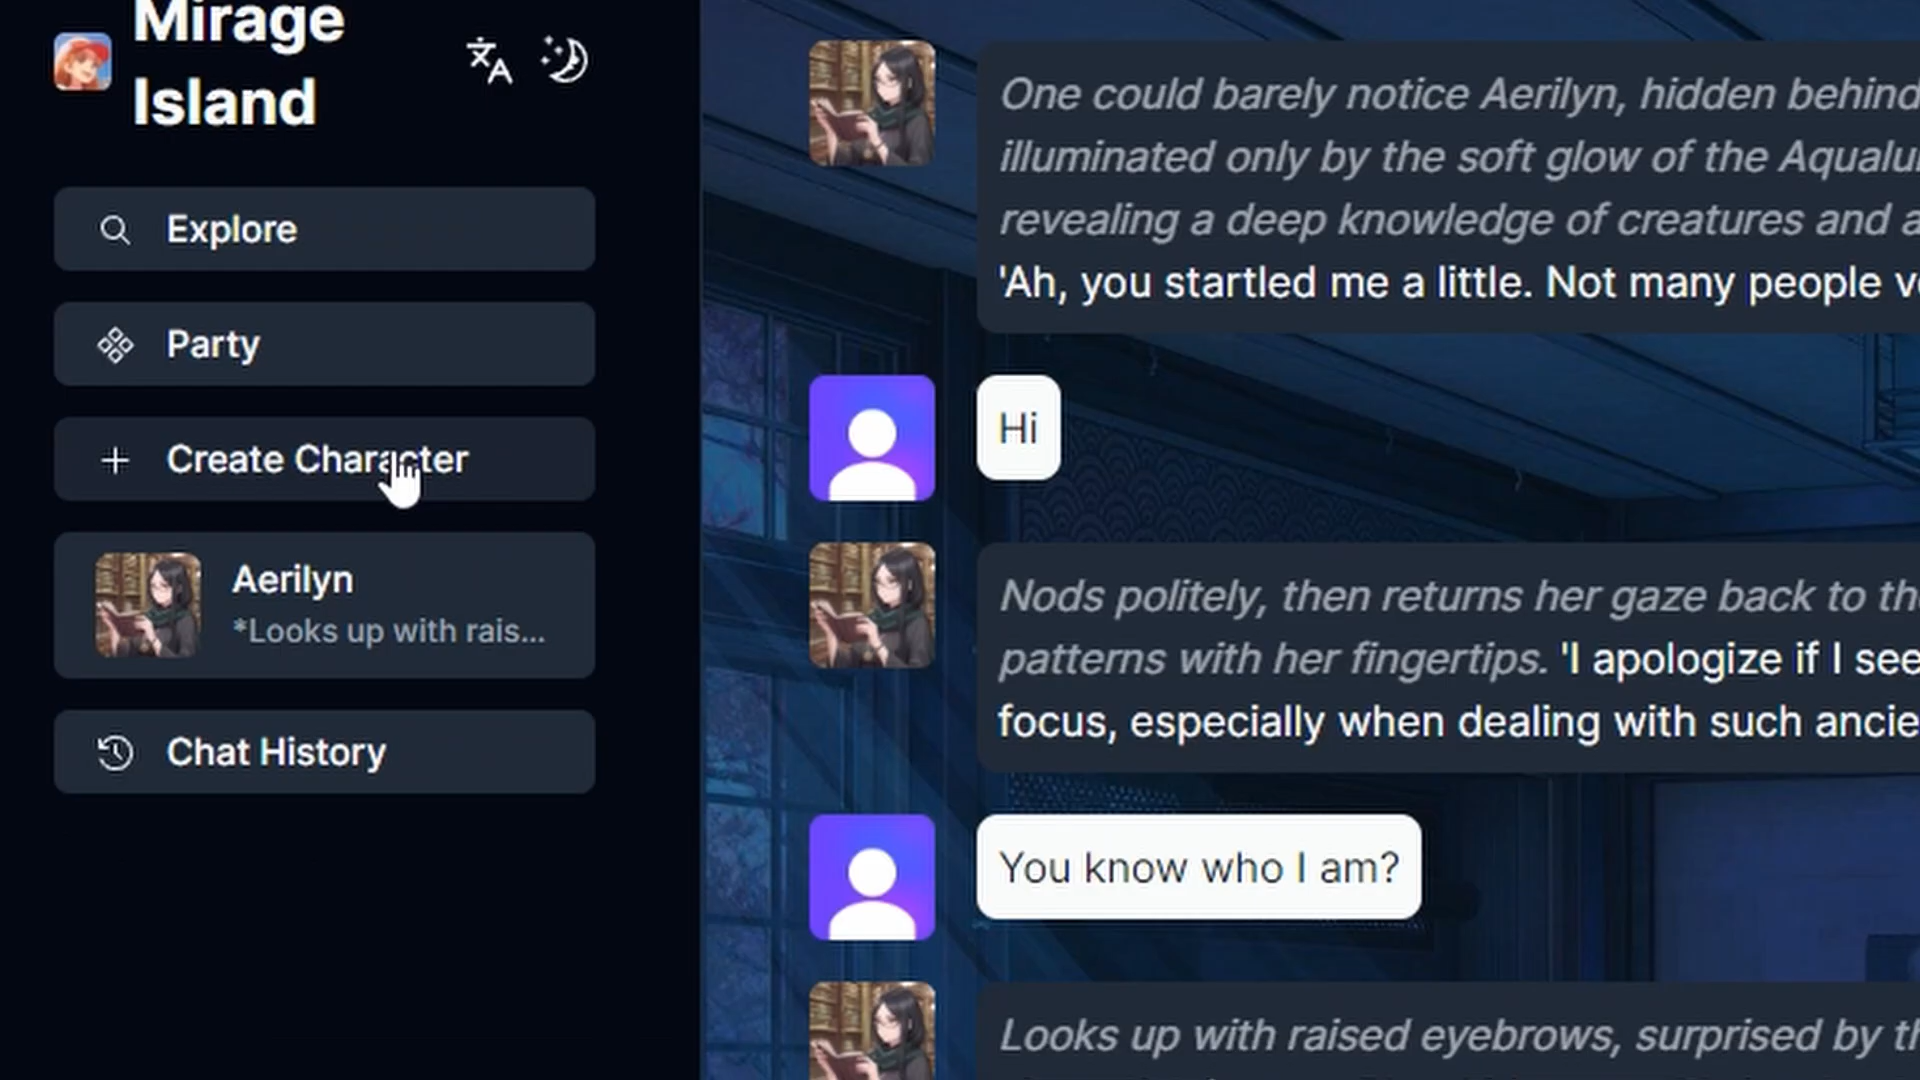 Mirage
Island
Explore
Party
Create Character
Aerilyn
*Looks up with rais...
Chat History
One could barely notice Aerilyn, hidden behind
illuminated only by the soft glow of the
revealing a deep knowledge of creatures and
'Ah, you startled me a little. Not many people
Hi
Nods politely, then returns her gaze back to
patterns with her fingertips. 'I apologize if I
focus, especially when dealing with such
You know who I am?
Looks up with raised eyebrows, surprised by